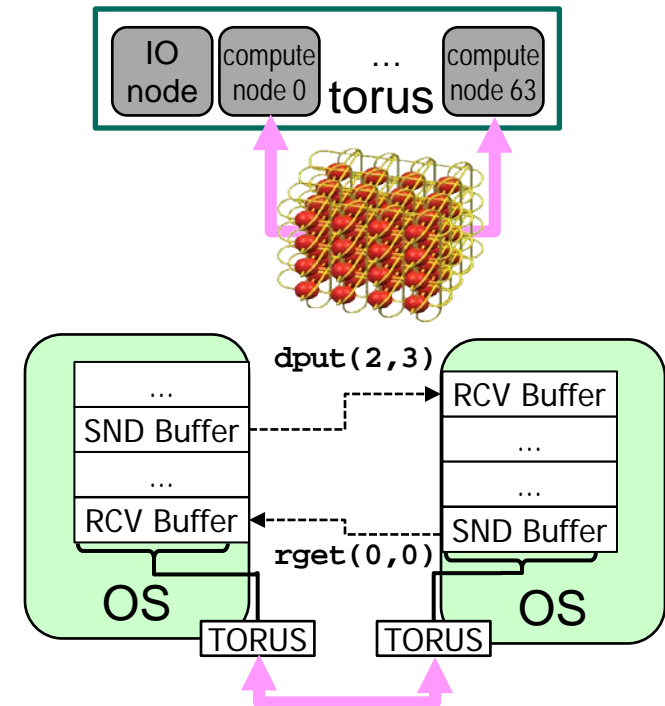 IO
node
compute
node 0
...
torus
compute
node 63
dput(2,3)
...
SND Buffer
...
RCV Buffer
RCV Buffer
...
...
SND Buffer
rget(0,0)
OS
OS
TORUS
TORUS